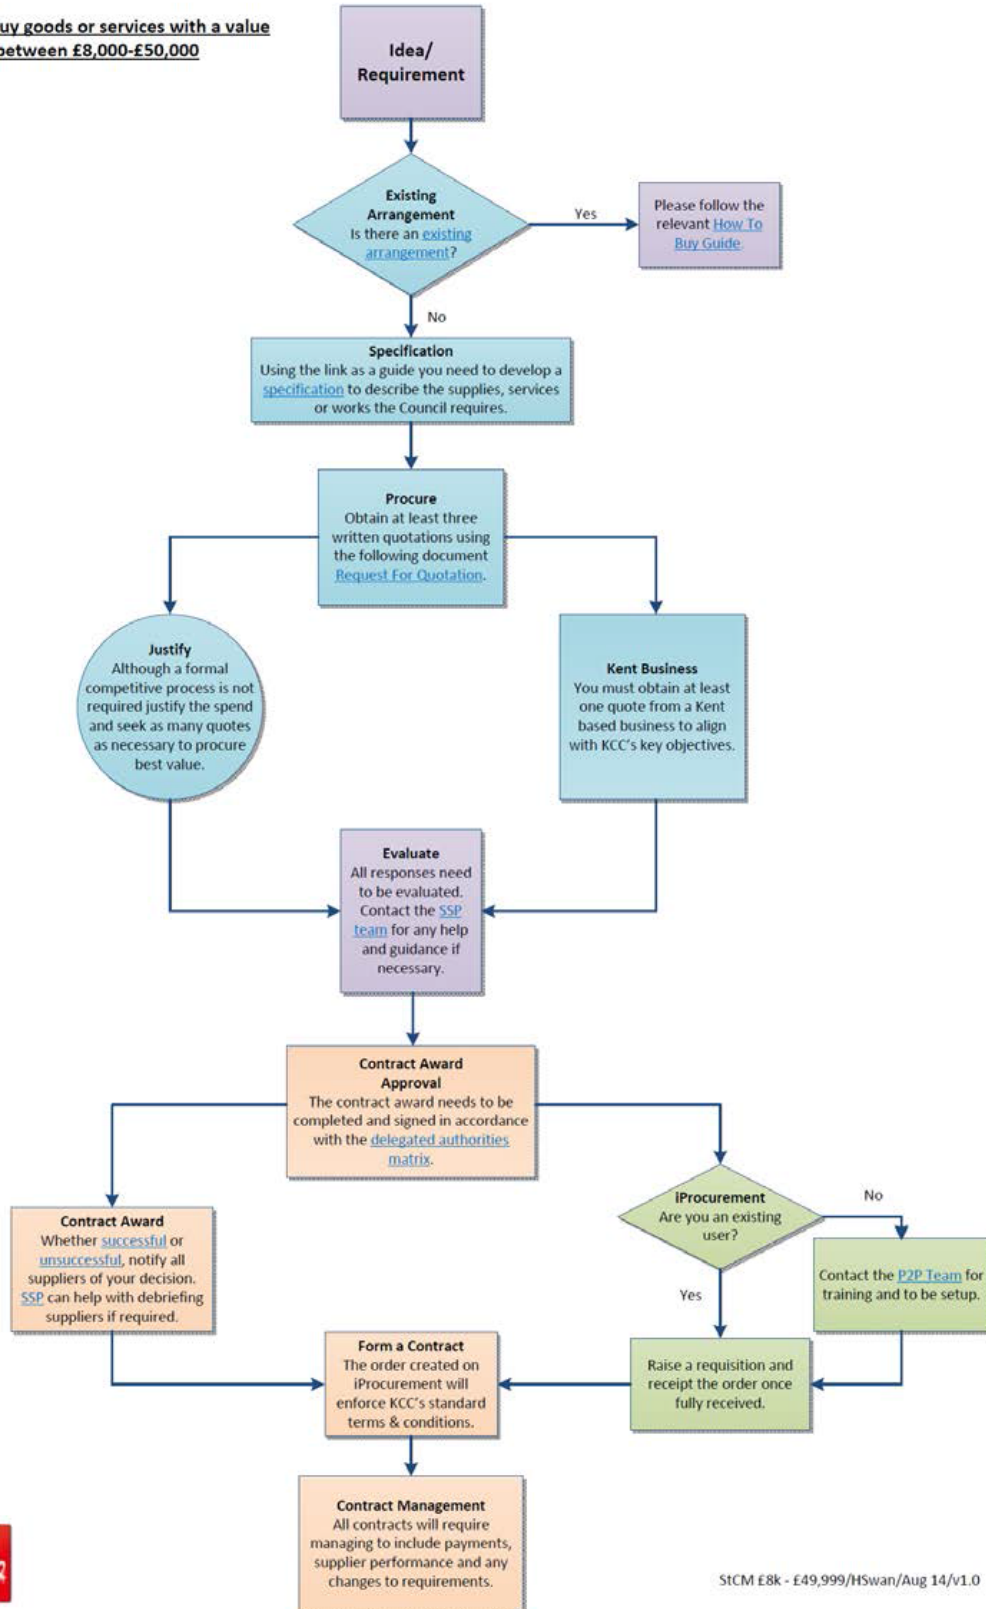 uy goods or services with a value
between £8,000-£50,000
Idea/
Requirement
Existing
Arrangement
Is there an existing
arrangement?
Yes
Please follow the
relevant How To
Buy Guide.
No
Specification
Using the link as a guide you need to develop a
specification to describe the supplies, services
or works the Council requires.
Procure
Obtain at least three
written quotations using
the following document
Request For Quotation.
Justify
Although a formal
competitive process is not
required justify the spend
and seek as many quotes
as necessary to procure
best value.
Kent Business
You must obtain at least
one quote from a Kent
based business to align
with KCC's key objectives.
Evaluate
All responses need
to be evaluated.
Contact the SSP
team for any help
and guidance if
necessary.
Contract Award
Approval
The contract award needs to be
completed and signed in accordance
with the delegated authorities
matrix.
Contract Award
Whether successful or
unsuccessful, notify all
suppliers of your decision.
SSP can help with debriefing
suppliers if required.
iProcurement
Are you an existing
user?
No
Contact the P2P Team for
training and to be setup.
Yes
Raise a requisition and
receipt the order once
fully received.
Form a Contract
The order created on
iProcurement will
enforce KCC's standard
terms & conditions.
Contract Management
All contracts will require
managing to include payments,
supplier performance and any
changes to requirements.
StCM £8k - £49,999/HSwan/Aug 14/v1.0